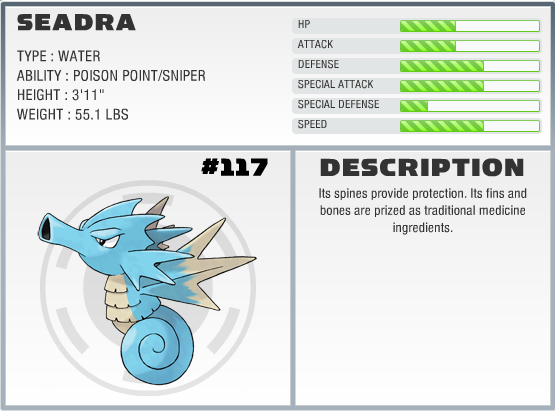 SEADRA
TYPE : WATER
ABILITY : POISON POINT/SNIPER
HEIGHT : 3'11"
WEIGHT : 55.1 LBS
HP
ATTACK
DEFENSE
SPECIAL ATTACK
SPECIAL DEFENSE
SPEED
#117
DESCRIPTION
Its spines provide protection. Its fins and
bones are prized as traditional medicine
ingredients.